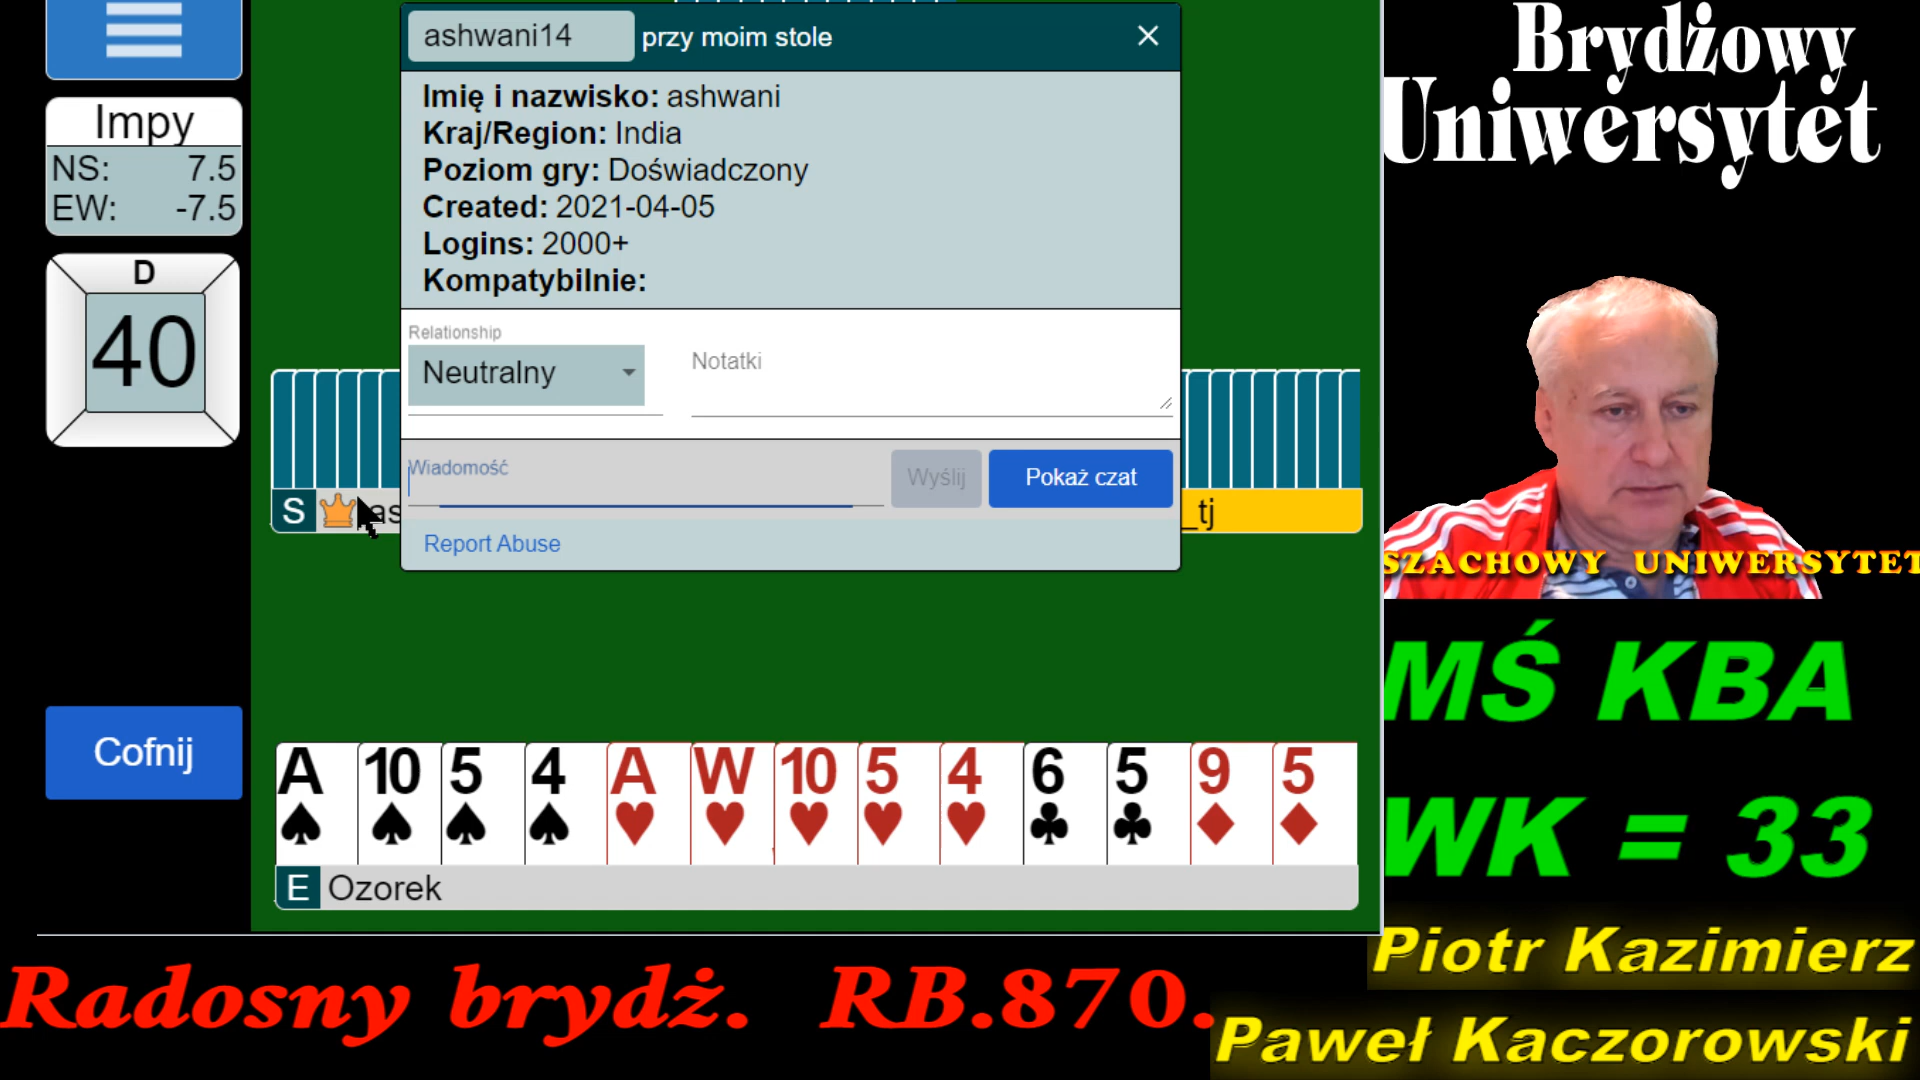 ashwani14 przy moim stole
Imię i nazwisko: ashwani
Kraj/Region: India
Poziom gry: Doświadczony
Created: 2021-04-05
Logins: 2000+
Kompatybilnie:
Relationship
Neutralny
Notatki
Wiadomość
Wyślij
Pokaż czat
Report Abuse
Impy
NS: 7.5
EW: -7.5
D
40
Cofnij
S
as
_tj
A 10 5 4 A W 10 5 4 6 5 9 5
E Ozorek
Brydżowy
Uniwersytet
SZACHOWY UNIWERSYTET
MŚ KBA
WK = 33
Piotr Kazimierz
Paweł Kaczorowski
Radosny brydż. RB.870.